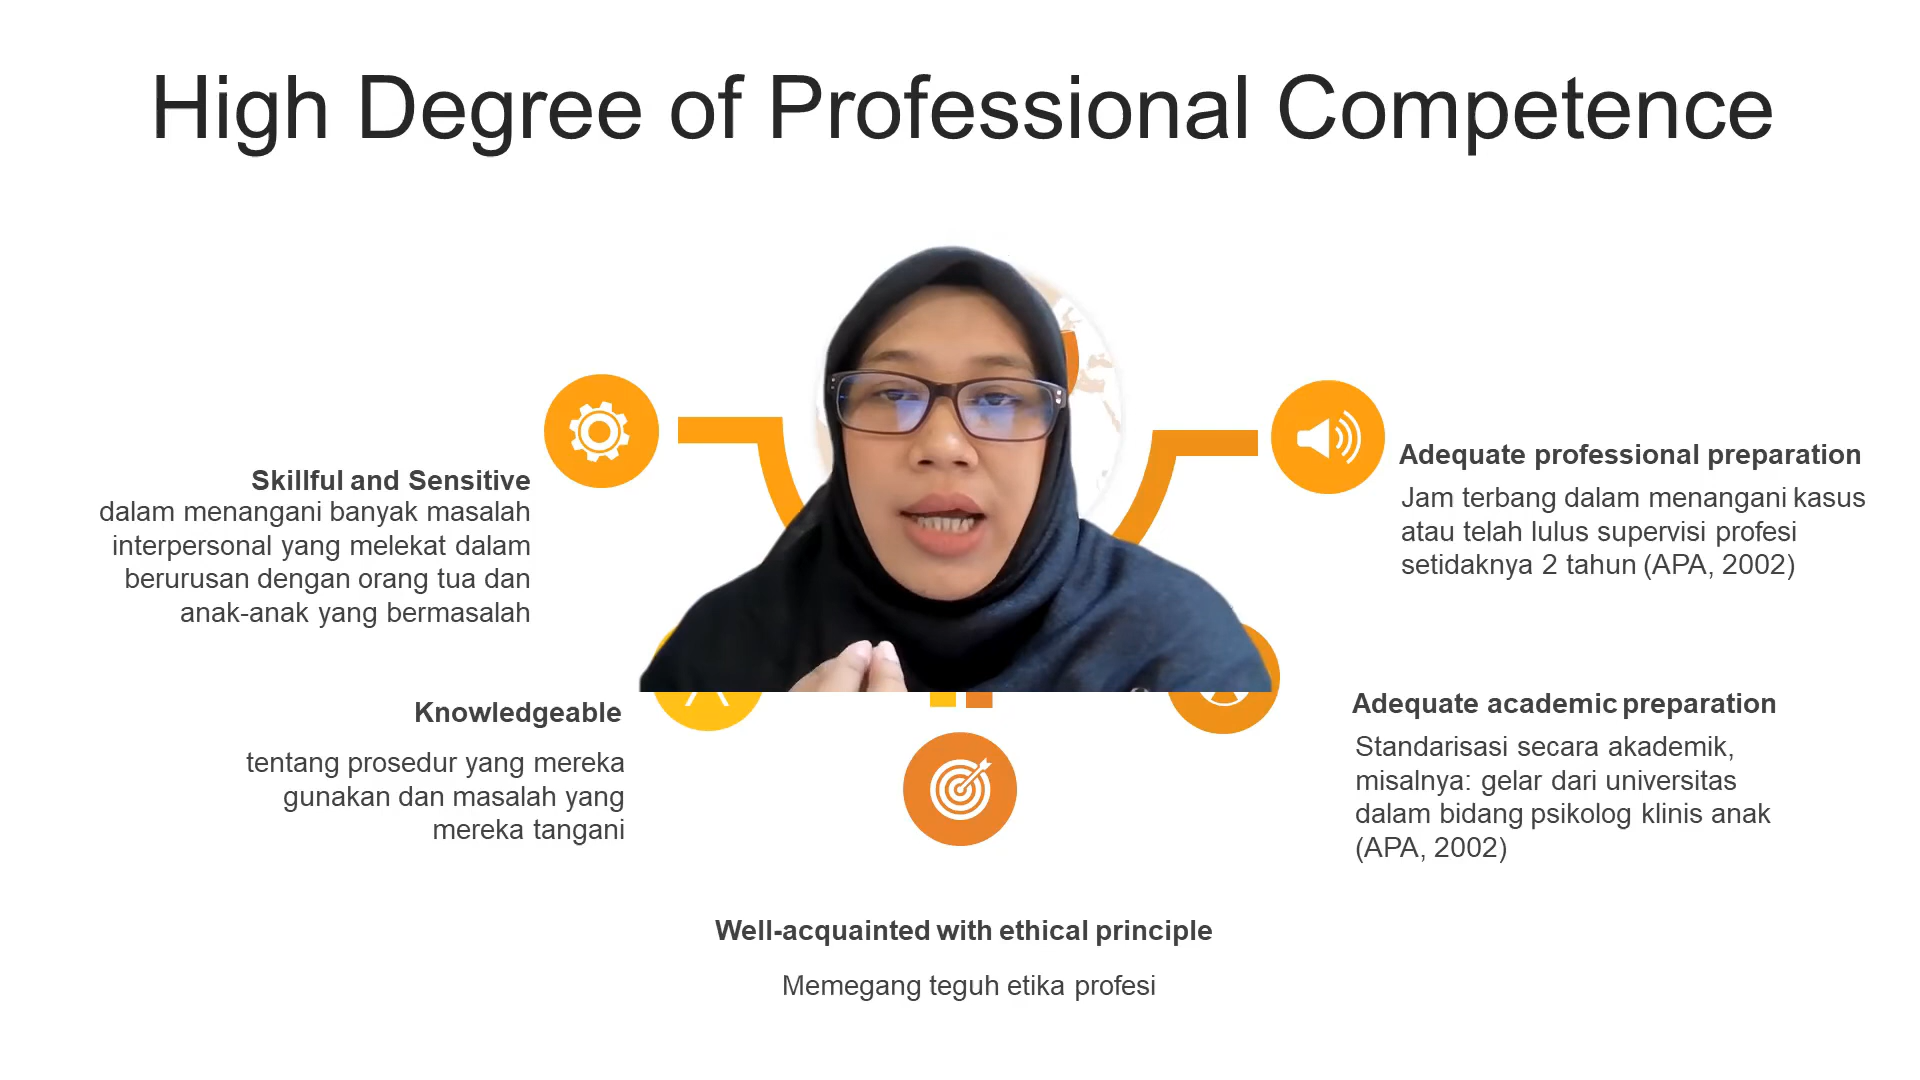 High Degree of Professional Competence
Skillful and Sensitive
dalam menangani banyak masalah
interpersonal yang melekat dalam
berurusan dengan orang tua dan
anak-anak yang bermasalah
Adequate professional preparation
Jam terbang dalam menangani kasus
atau telah lulus supervisi profesi
setidaknya 2 tahun (APA, 2002)
Knowledgeable
tentang prosedur yang mereka
gunakan dan masalah yang
mereka tangani
Adequate academic preparation
Standarisasi secara akademik,
misalnya: gelar dari universitas
dalam bidang psikolog klinis anak
(APA, 2002)
Well-acquainted with ethical principle
Memegang teguh etika profesi